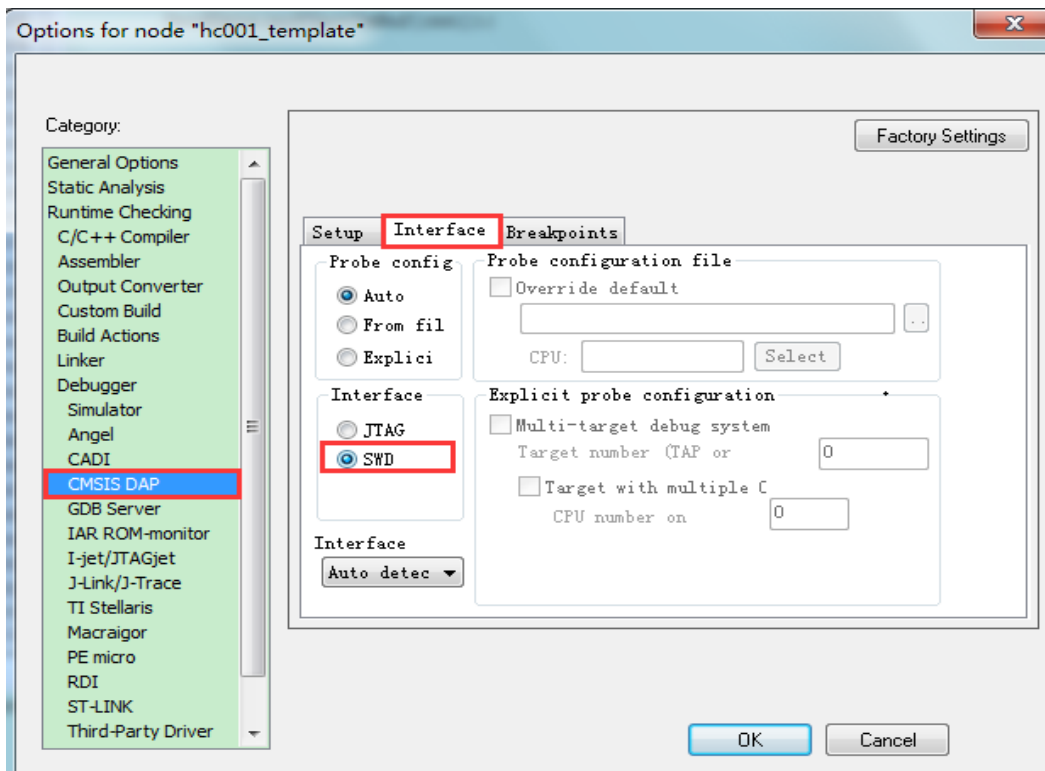 Options for node "hc001_template"
Category:
Factory Settings
General Options
Static Analysis
Runtime Checking
C/C++ Compiler
Assembler
Output Converter
Custom Build
Build Actions
Linker
Debugger
Simulator
Angel
CADI
CMSIS DAP
GDB Server
IAR ROM-monitor
I-jet/JTAGjet
J-Link/J-Trace
TI Stellaris
Macraigor
PE micro
RDI
ST-LINK
Third-Party Driver
Setup Interface Breakpoints
Probe config
Auto
From fil
Explici
Probe configuration file
Override default
..
CPU: Select
Interface
JTAG
SWD
Explicit probe configuration
Multi-target debug system
Target number (TAP or 0
Target with multiple C
CPU number on 0
Interface
Auto detec
OK Cancel